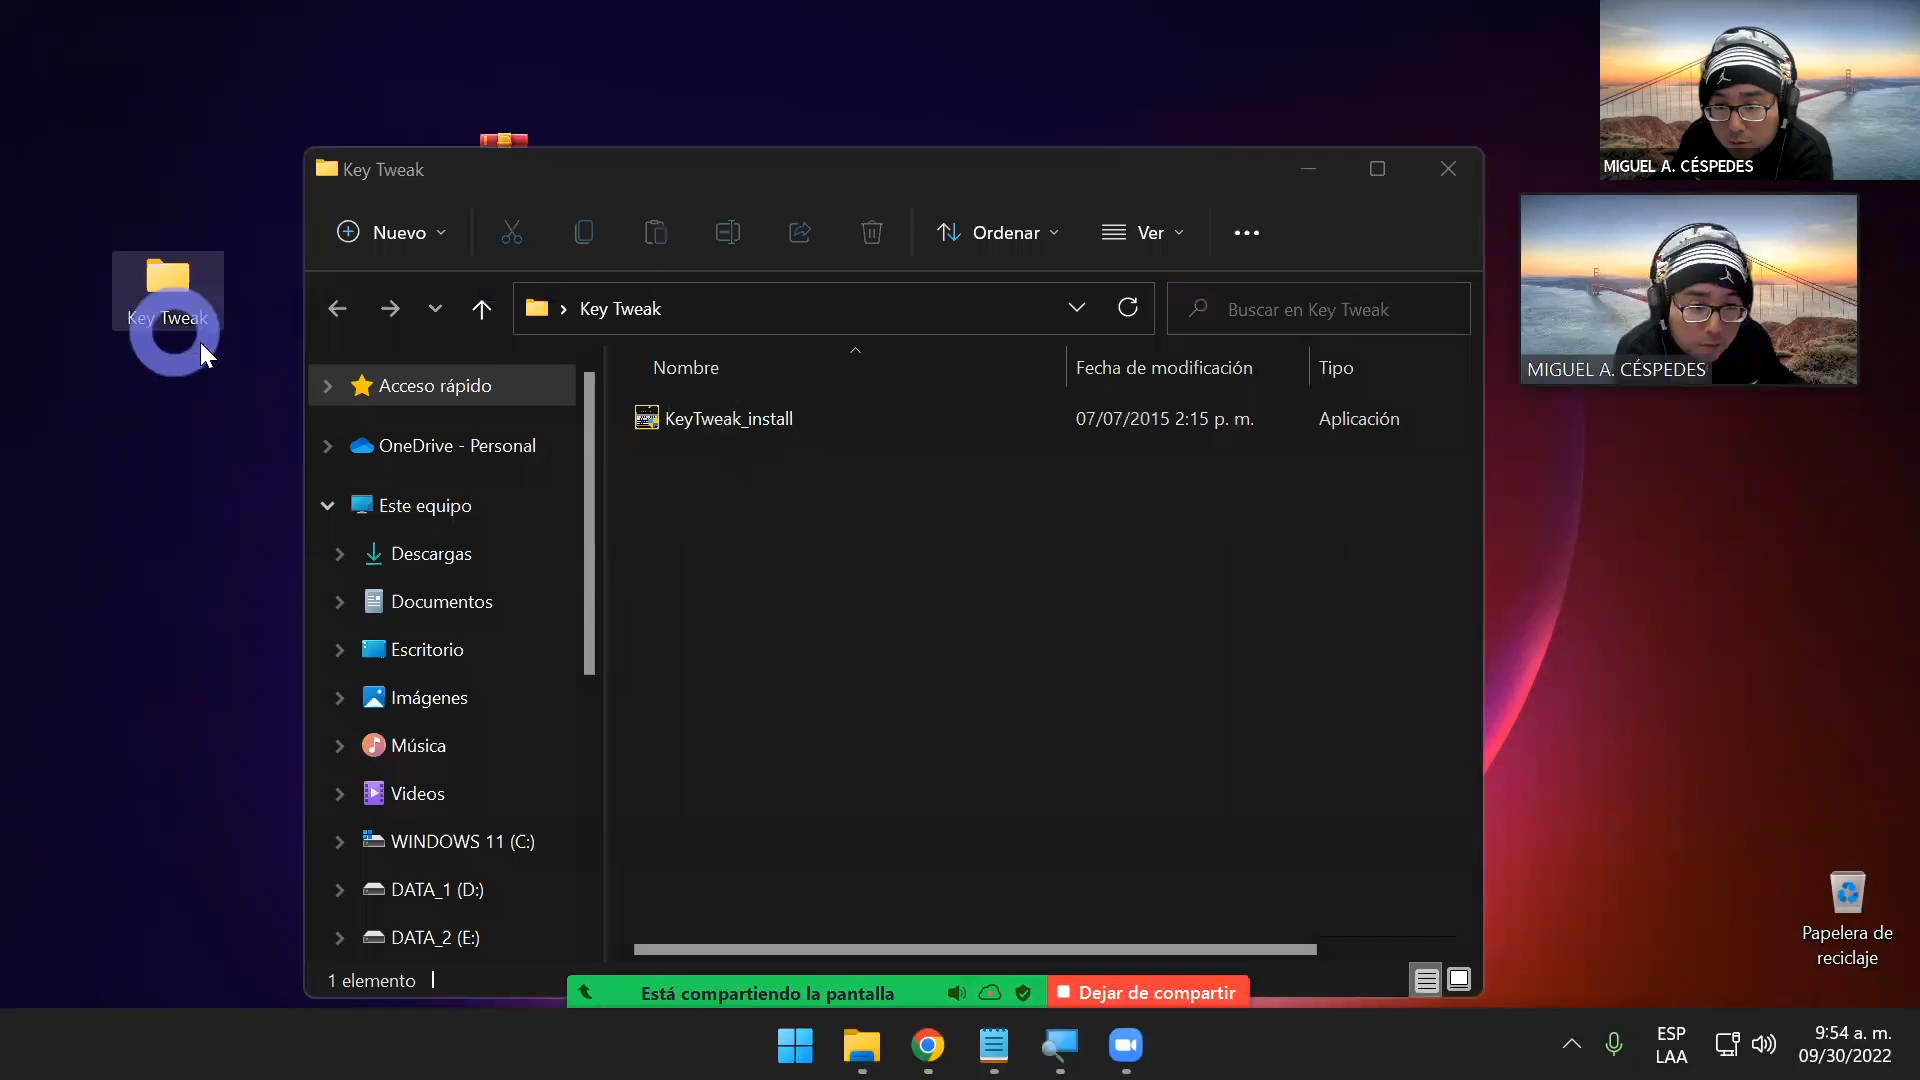 MIGUEL A. CÉSPEDES
Key Tweak
Nuevo
Ordenar
Ver
Key Tweak
Key Tweak
Buscar en Key Tweak
MIGUEL A. CÉSPEDES
Nombre
Fecha de modificación
Tipo
Acceso rápido
KeyTweak_install
07/07/2015 2:15 p. m.
Aplicación
OneDrive - Personal
Este equipo
Descargas
Documentos
Escritorio
Imágenes
Música
Videos
WINDOWS 11 (C:)
DATA_1 (D:)
DATA_2 (E:)
Papelera de
reciclaje
1 elemento
Está compartiendo la pantalla
Dejar de compartir
ESP
LAA
9:54 a. m.
09/30/2022